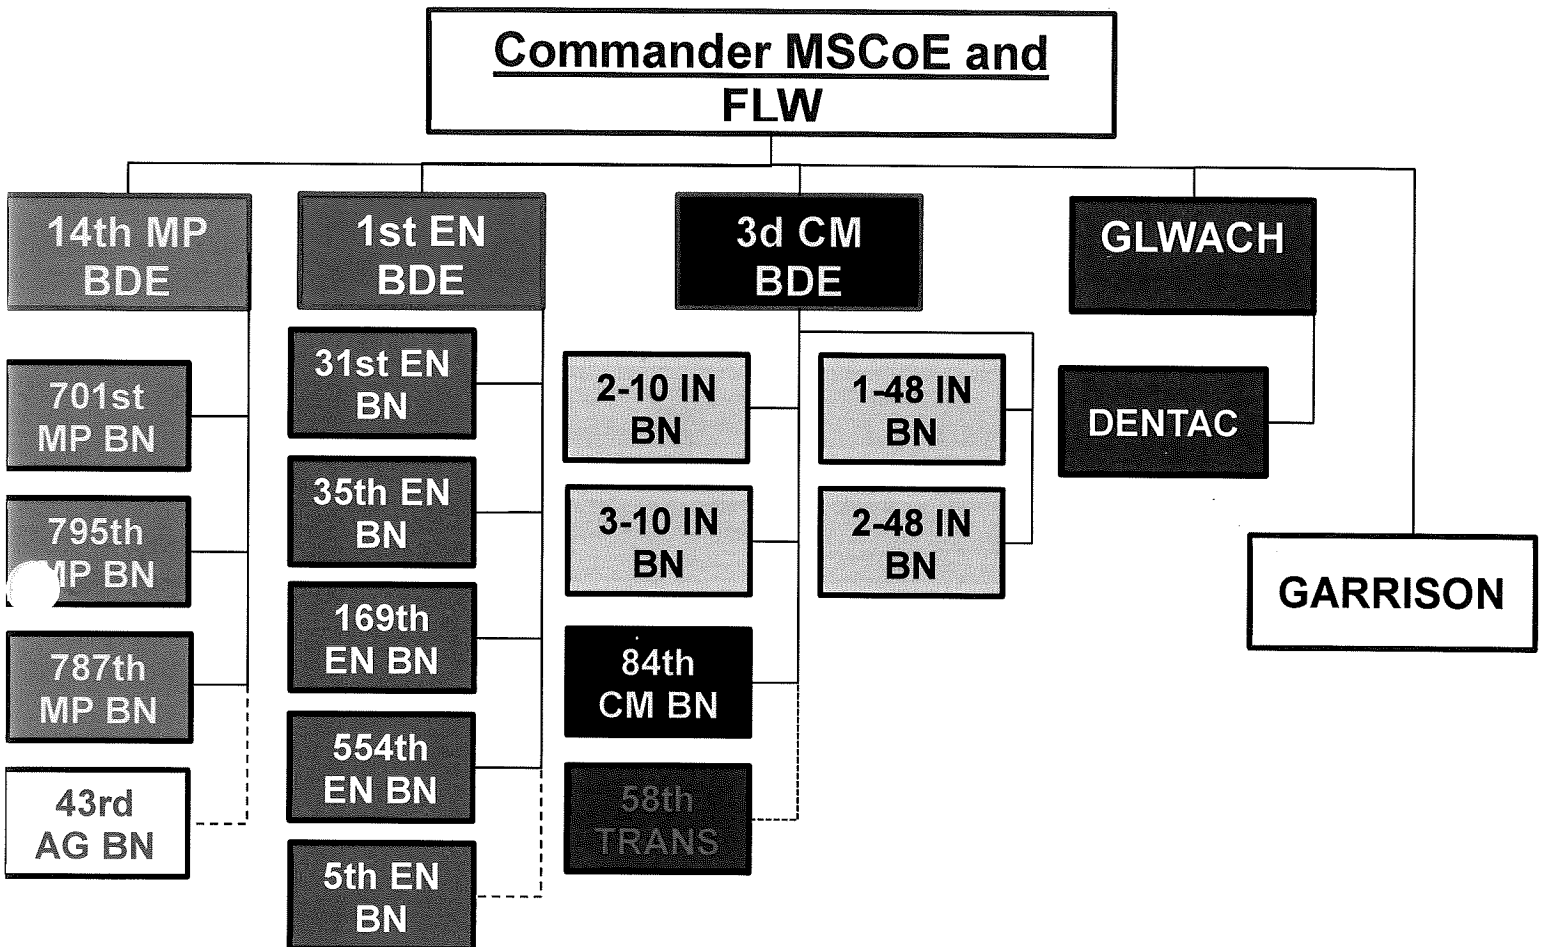 Commander MSCoE and
FLW
14th MP
BDE
1st EN
BDE
3d CM
BDE
GLWACH
701st
MP BN
795th
MP BN
787th
MP BN
43rd
AG BN
31st EN
BN
35th EN
BN
169th
EN BN
554th
EN BN
5th EN
BN
2-10 IN
BN
3-10 IN
BN
84th
CM BN
58th
TRANS
1-48 IN
BN
2-48 IN
BN
DENTAC
GARRISON